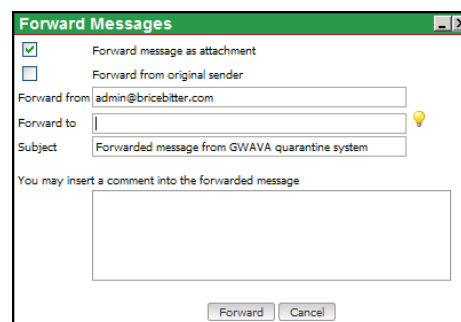 Forward Messages
Forward message as attachment
Forward from original sender
Forward from admin@bricebitter.com
Forward to
Subject Forwarded message from GWAVA quarantine system
You may insert a comment into the forwarded message
Forward Cancel